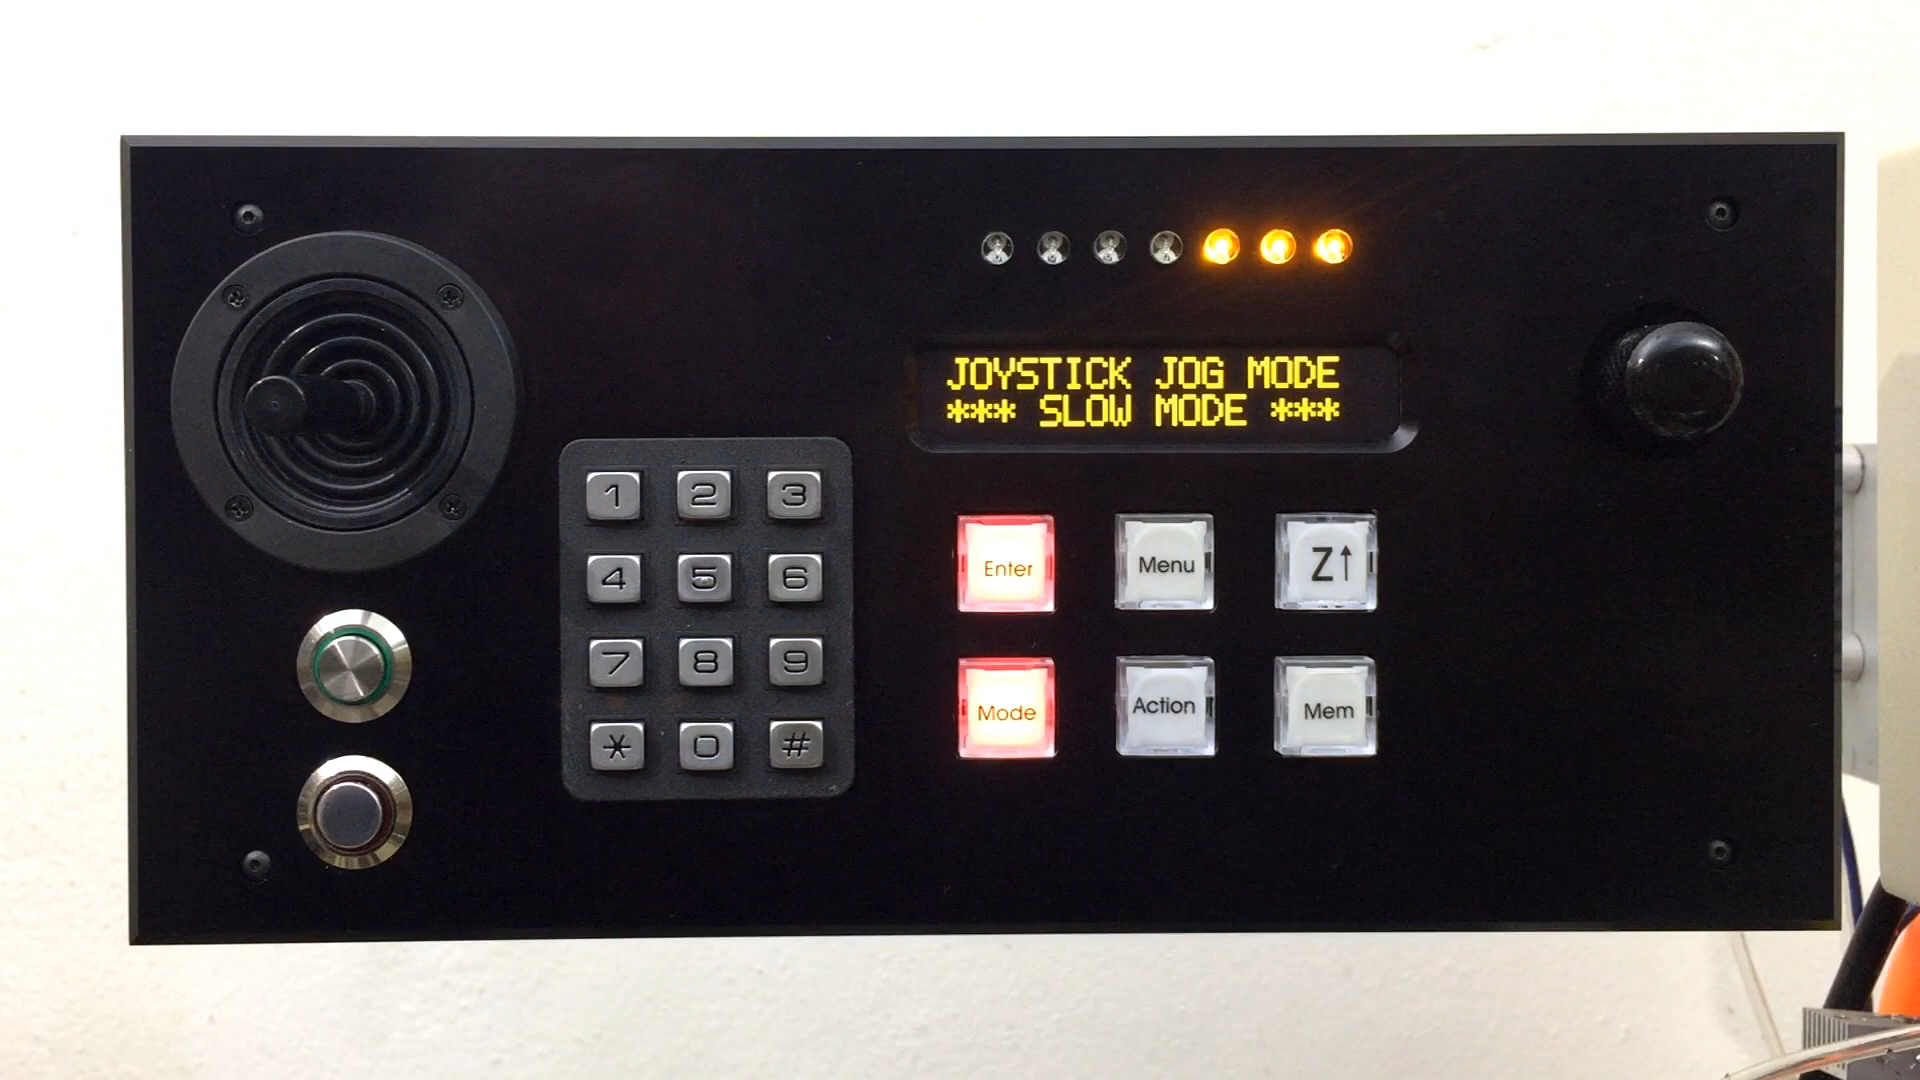 JOYSTICK JOG MODE
*** SLOW MODE ***
1 2 3
4 5 6
7 8 9
* 0 #
Enter Menu Z↑
Mode Action Mem